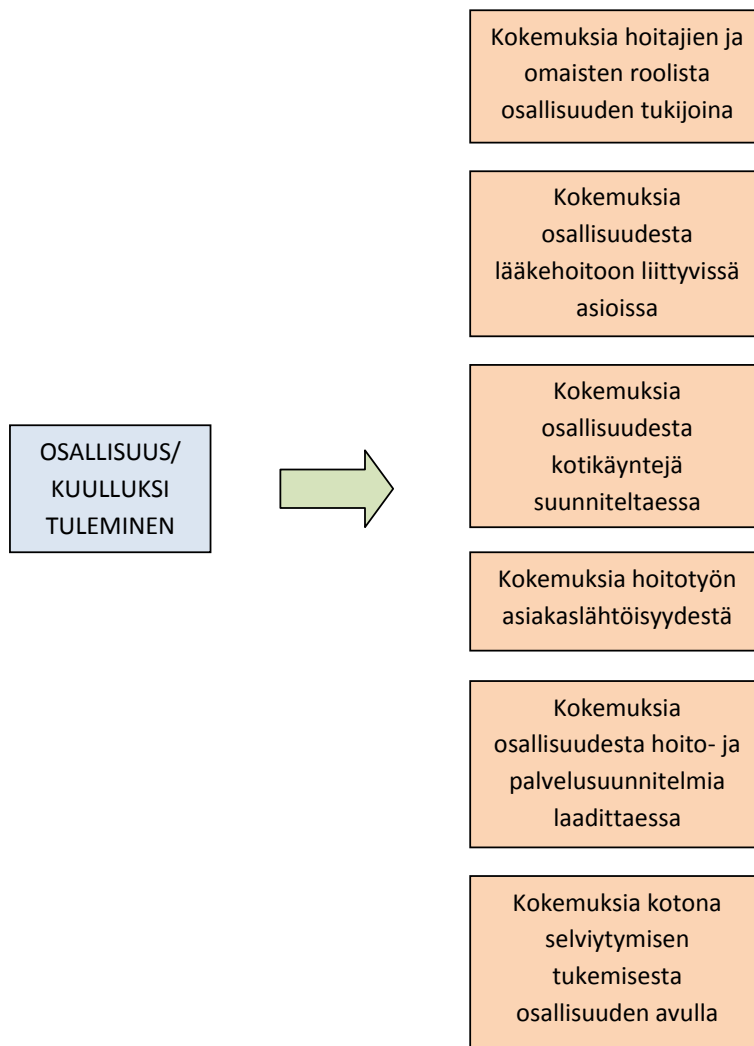 OSALLISUUS/
KUULLUKSI
TULEMINEN
Kokemuksia hoitajien ja
omaisten roolista
osallisuuden tukijoina
Kokemuksia
osallisuudesta
lääkehoitoon liittyvissä
asioissa
Kokemuksia
osallisuudesta
kotikäyntejä
suunniteltaessa
Kokemuksia hoitotyön
asiakaslähtöisyydestä
Kokemuksia
osallisuudesta hoito- ja
palvelusuunnitelmia
laadittaessa
Kokemuksia kotona
selviytymisen
tukemisesta
osallisuuden avulla